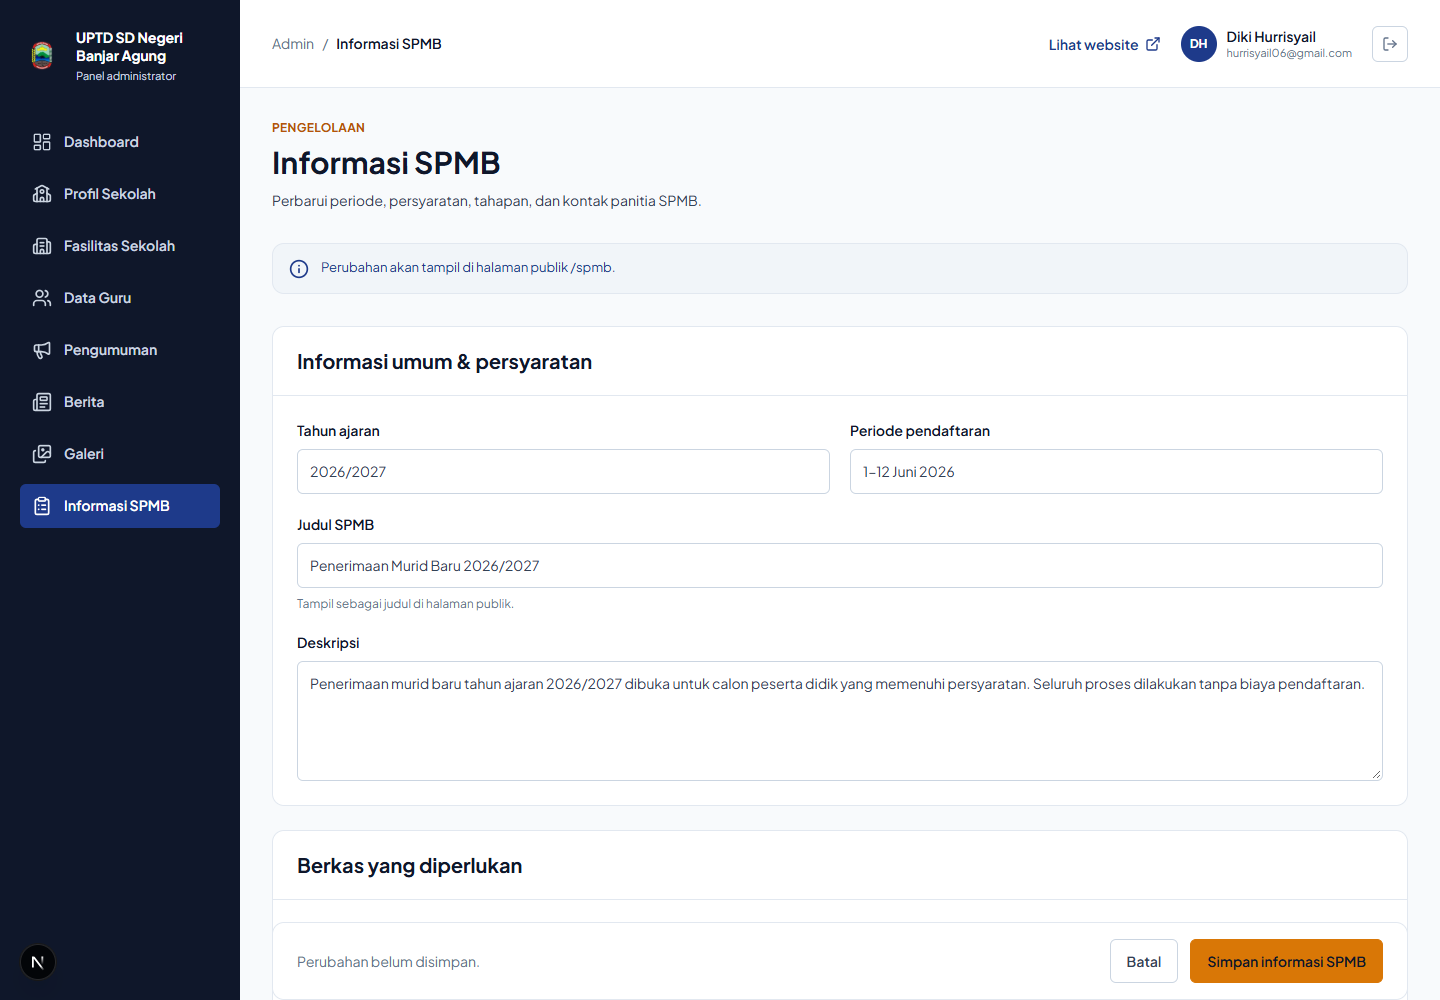 UPTD SD Negeri
Banjar Agung
Panel administrator
Dashboard
Profil Sekolah
Fasilitas Sekolah
Data Guru
Pengumuman
Berita
Galeri
Informasi SPMB
N
Admin / Informasi SPMB
Lihat website
DH
Diki Hurrisyail
hurrisyail06@gmail.com
PENGELOLAAN
Informasi SPMB
Perbarui periode, persyaratan, tahapan, dan kontak panitia SPMB.
Perubahan akan tampil di halaman publik /spmb.
Informasi umum & persyaratan
Tahun ajaran
2026/2027
Periode pendaftaran
1–12 Juni 2026
Judul SPMB
Penerimaan Murid Baru 2026/2027
Tampil sebagai judul di halaman publik.
Deskripsi
Penerimaan murid baru tahun ajaran 2026/2027 dibuka untuk calon peserta didik yang memenuhi persyaratan. Seluruh proses dilakukan tanpa biaya pendaftaran.
Berkas yang diperlukan
Perubahan belum disimpan.
Batal
Simpan informasi SPMB